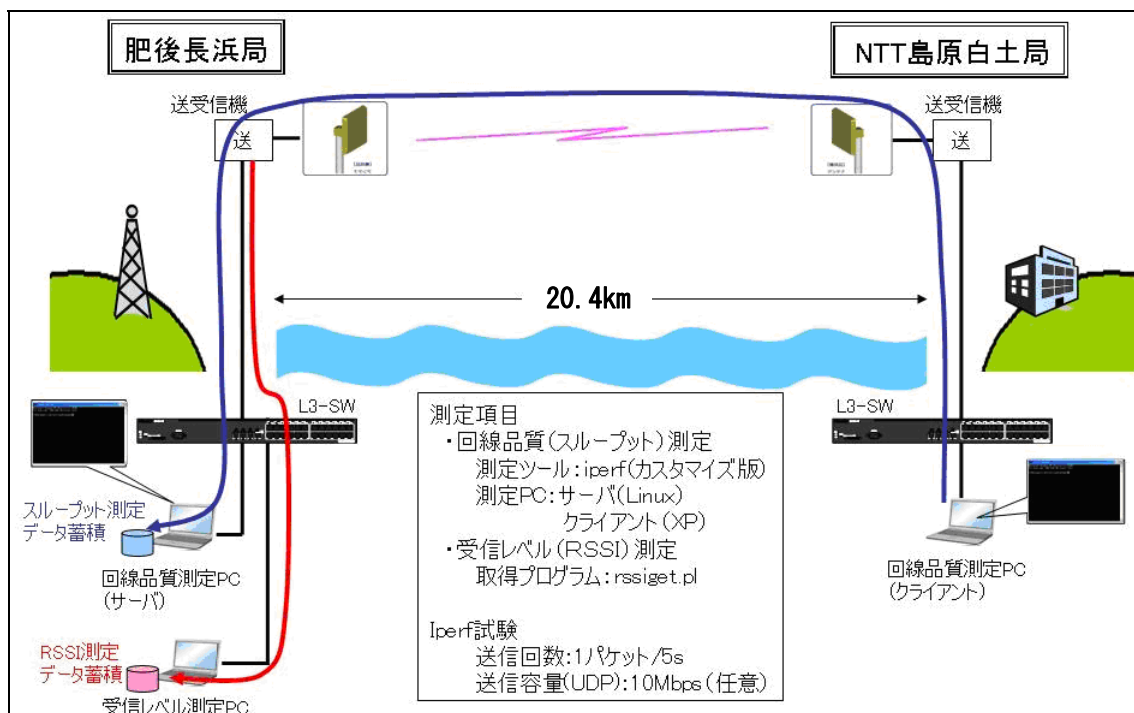 肥後長浜局
NTT島原白土局
送受信機
送
送受信機
送
20.4km
L3-SW
L3-SW
測定項目
・回線品質(スループット)測定
測定ツール:iperf(カスタマイズ版)
測定PC:サーバ(Linux)
クライアント(XP)
・受信レベル(RSSI)測定
取得プログラム:rssiget.pl
Iperf試験
送信回数:1パケット/5s
送信容量(UDP):10Mbps(任意)
スループット測定
データ蓄積
回線品質測定PC
(サーバ)
回線品質測定PC
(クライアント)
RSSI測定
データ蓄積
受信レベル測定PC